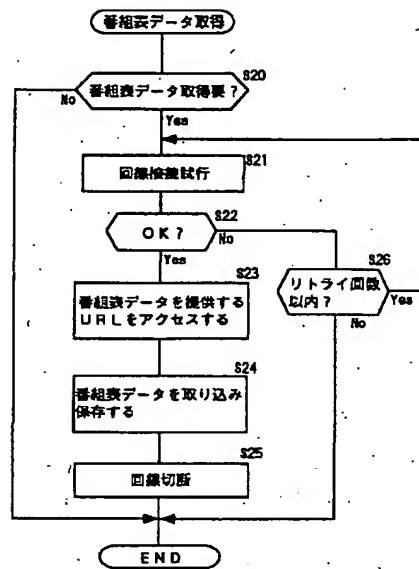 番組表データ取得
S20
番組表データ取得要？
No
Yes
S21
回線接続試行
S22
OK？
No
Yes
S23
番組表データを提供する
URLをアクセスする
S26
リトライ回数
以内？
Yes
No
S24
番組表データを取り込み
保存する
S25
回線切断
END